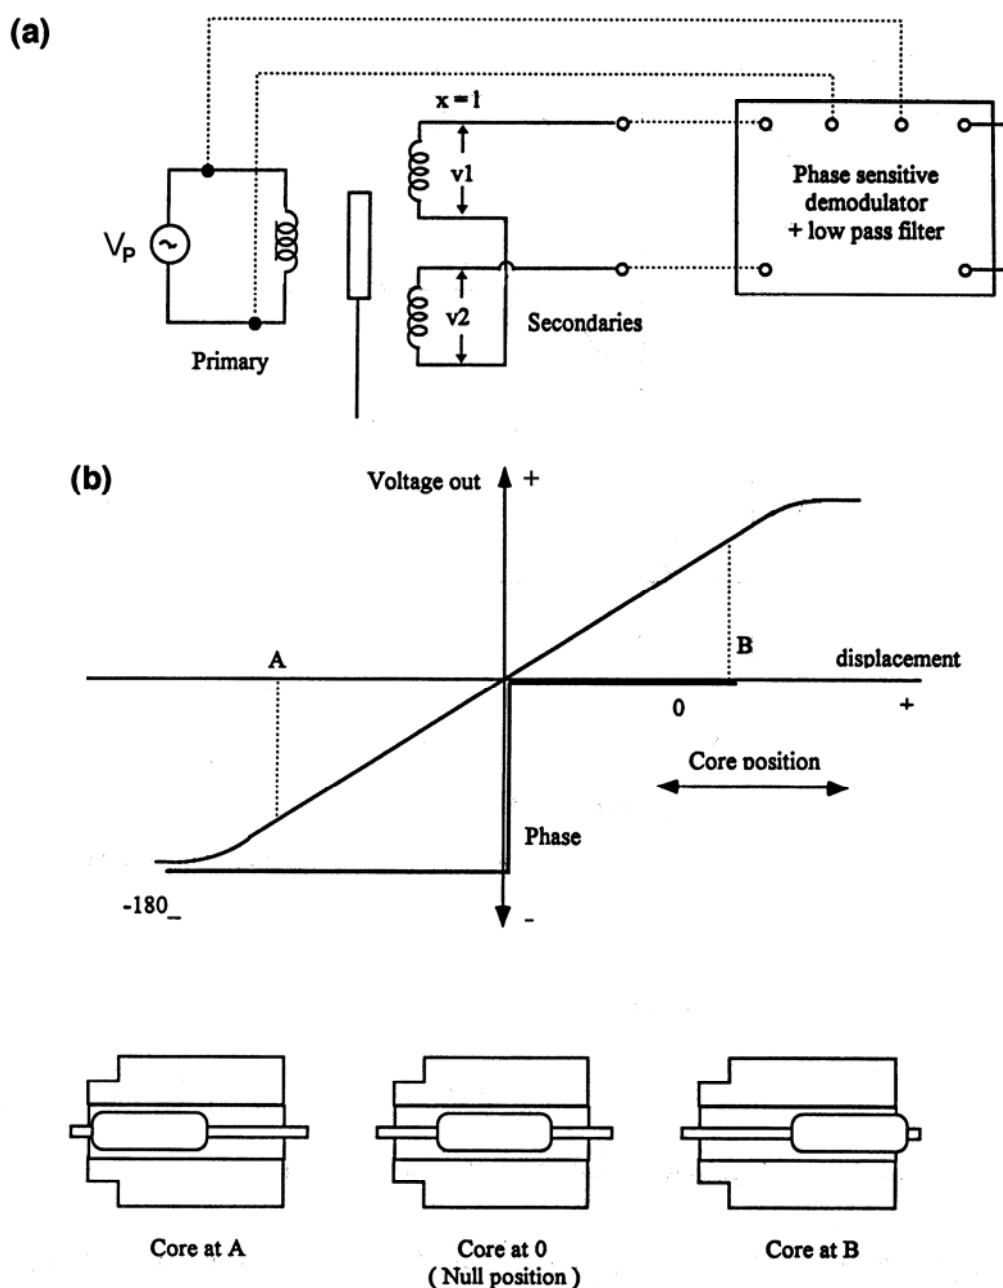 (a)
x = 1
v1
Phase sensitive
demodulator
+ low pass filter
VP
~
v2
Secondaries
Primary
(b)
Voltage out
+
A
B
displacement
0
+
Core position
Phase
-180_
-
Core at A
Core at 0
( Null position )
Core at B